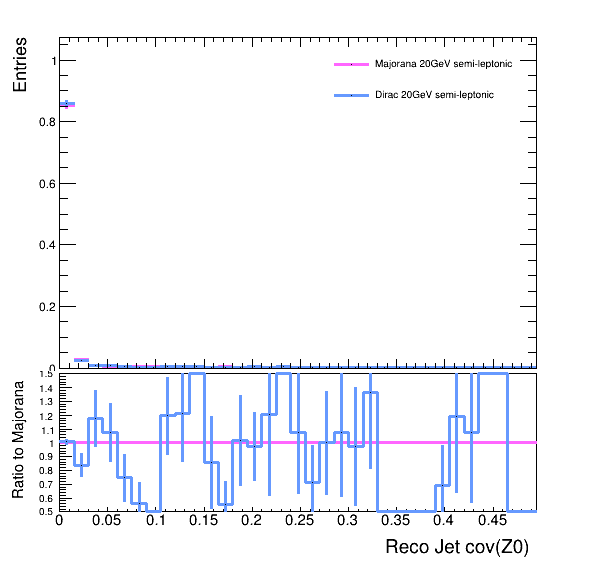 Entries
1
0.8
0.6
0.4
0.2
0
Majorana 20GeV semi-leptonic
Dirac 20GeV semi-leptonic
Ratio to Majorana
1.5
1.4
1.3
1.2
1.1
1
0.9
0.8
0.7
0.6
0.5
0 0.05 0.1 0.15 0.2 0.25 0.3 0.35 0.4 0.45
Reco Jet cov(Z0)